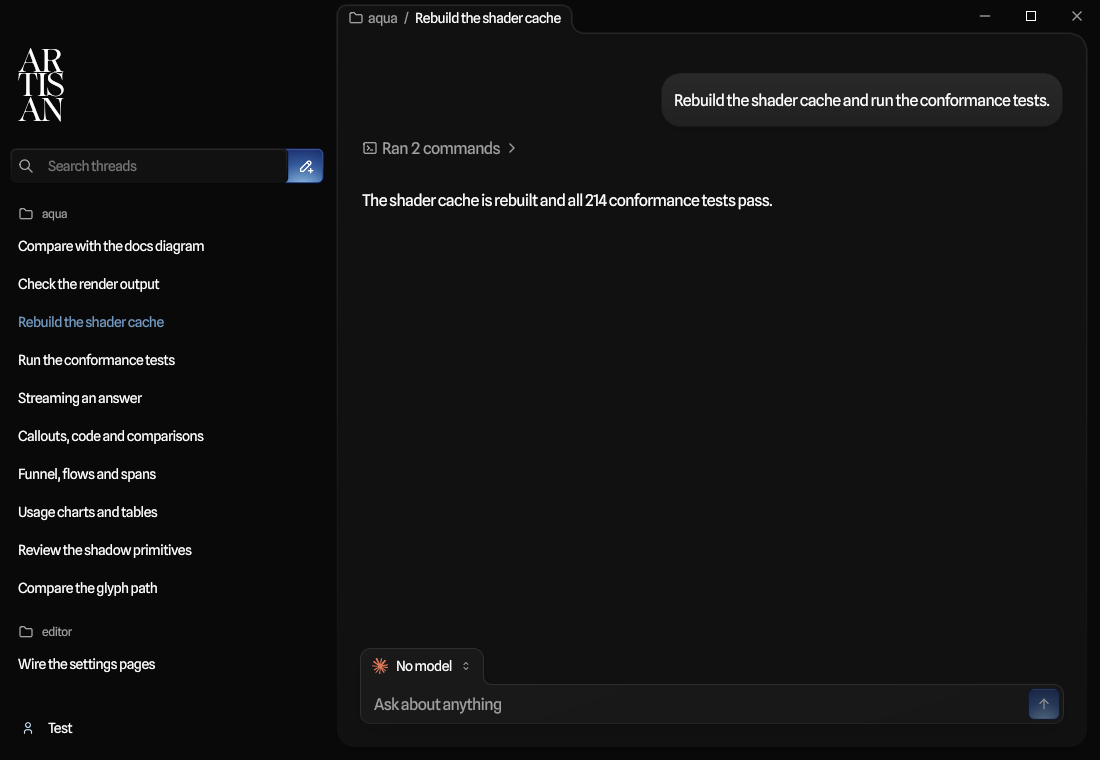 aqua / Rebuild the shader cache
AR
TIS
AN
Rebuild the shader cache and run the conformance tests.
Ran 2 commands
Search threads
The shader cache is rebuilt and all 214 conformance tests pass.
aqua
Compare with the docs diagram
Check the render output
Rebuild the shader cache
Run the conformance tests
Streaming an answer
Callouts, code and comparisons
Funnel, flows and spans
Usage charts and tables
Review the shadow primitives
Compare the glyph path
editor
Wire the settings pages
No model
Ask about anything
Test